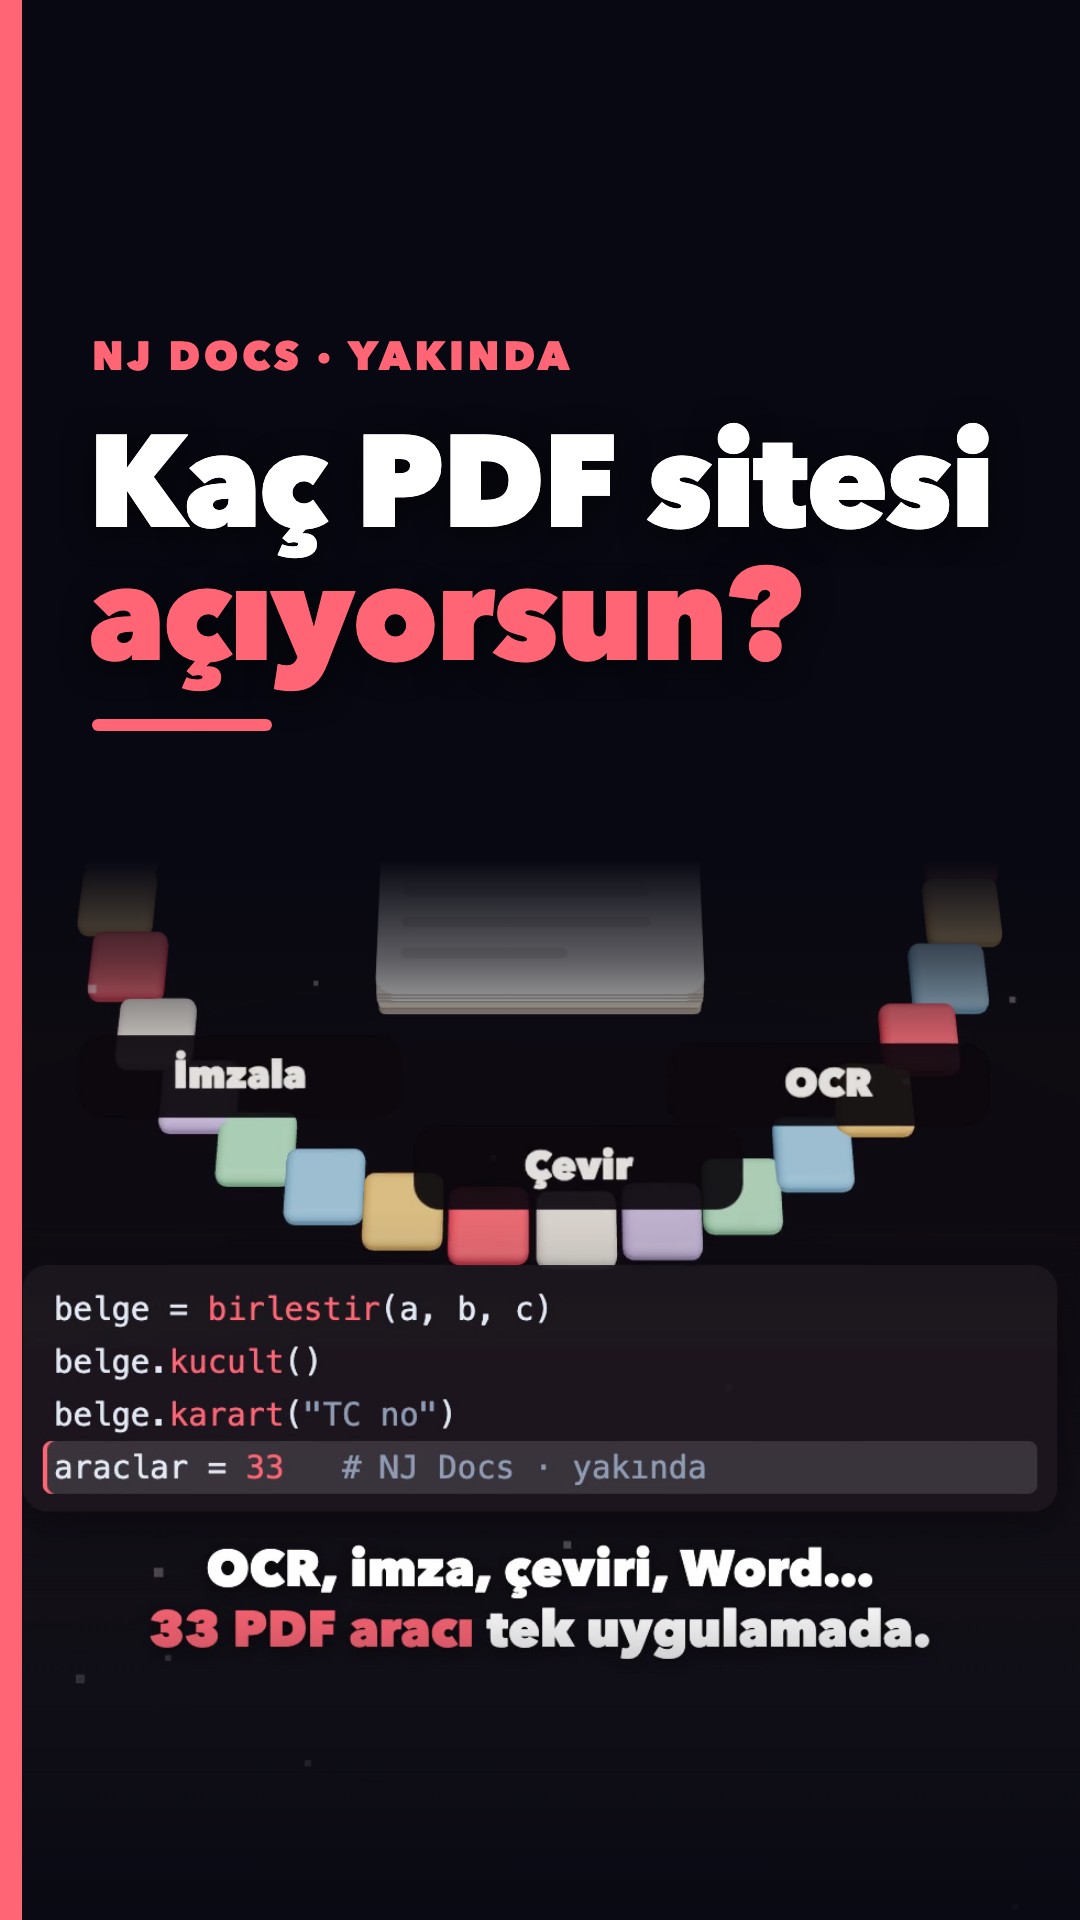 NJ DOCS · YAKINDA
Kaç PDF sitesi
açıyorsun?
İmzala
OCR
Çevir
belge = birlestir(a, b, c)
belge.kucult()
belge.karart("TC no")
araclar = 33   # NJ Docs · yakında
OCR, imza, çeviri, Word...
33 PDF aracı tek uygulamada.